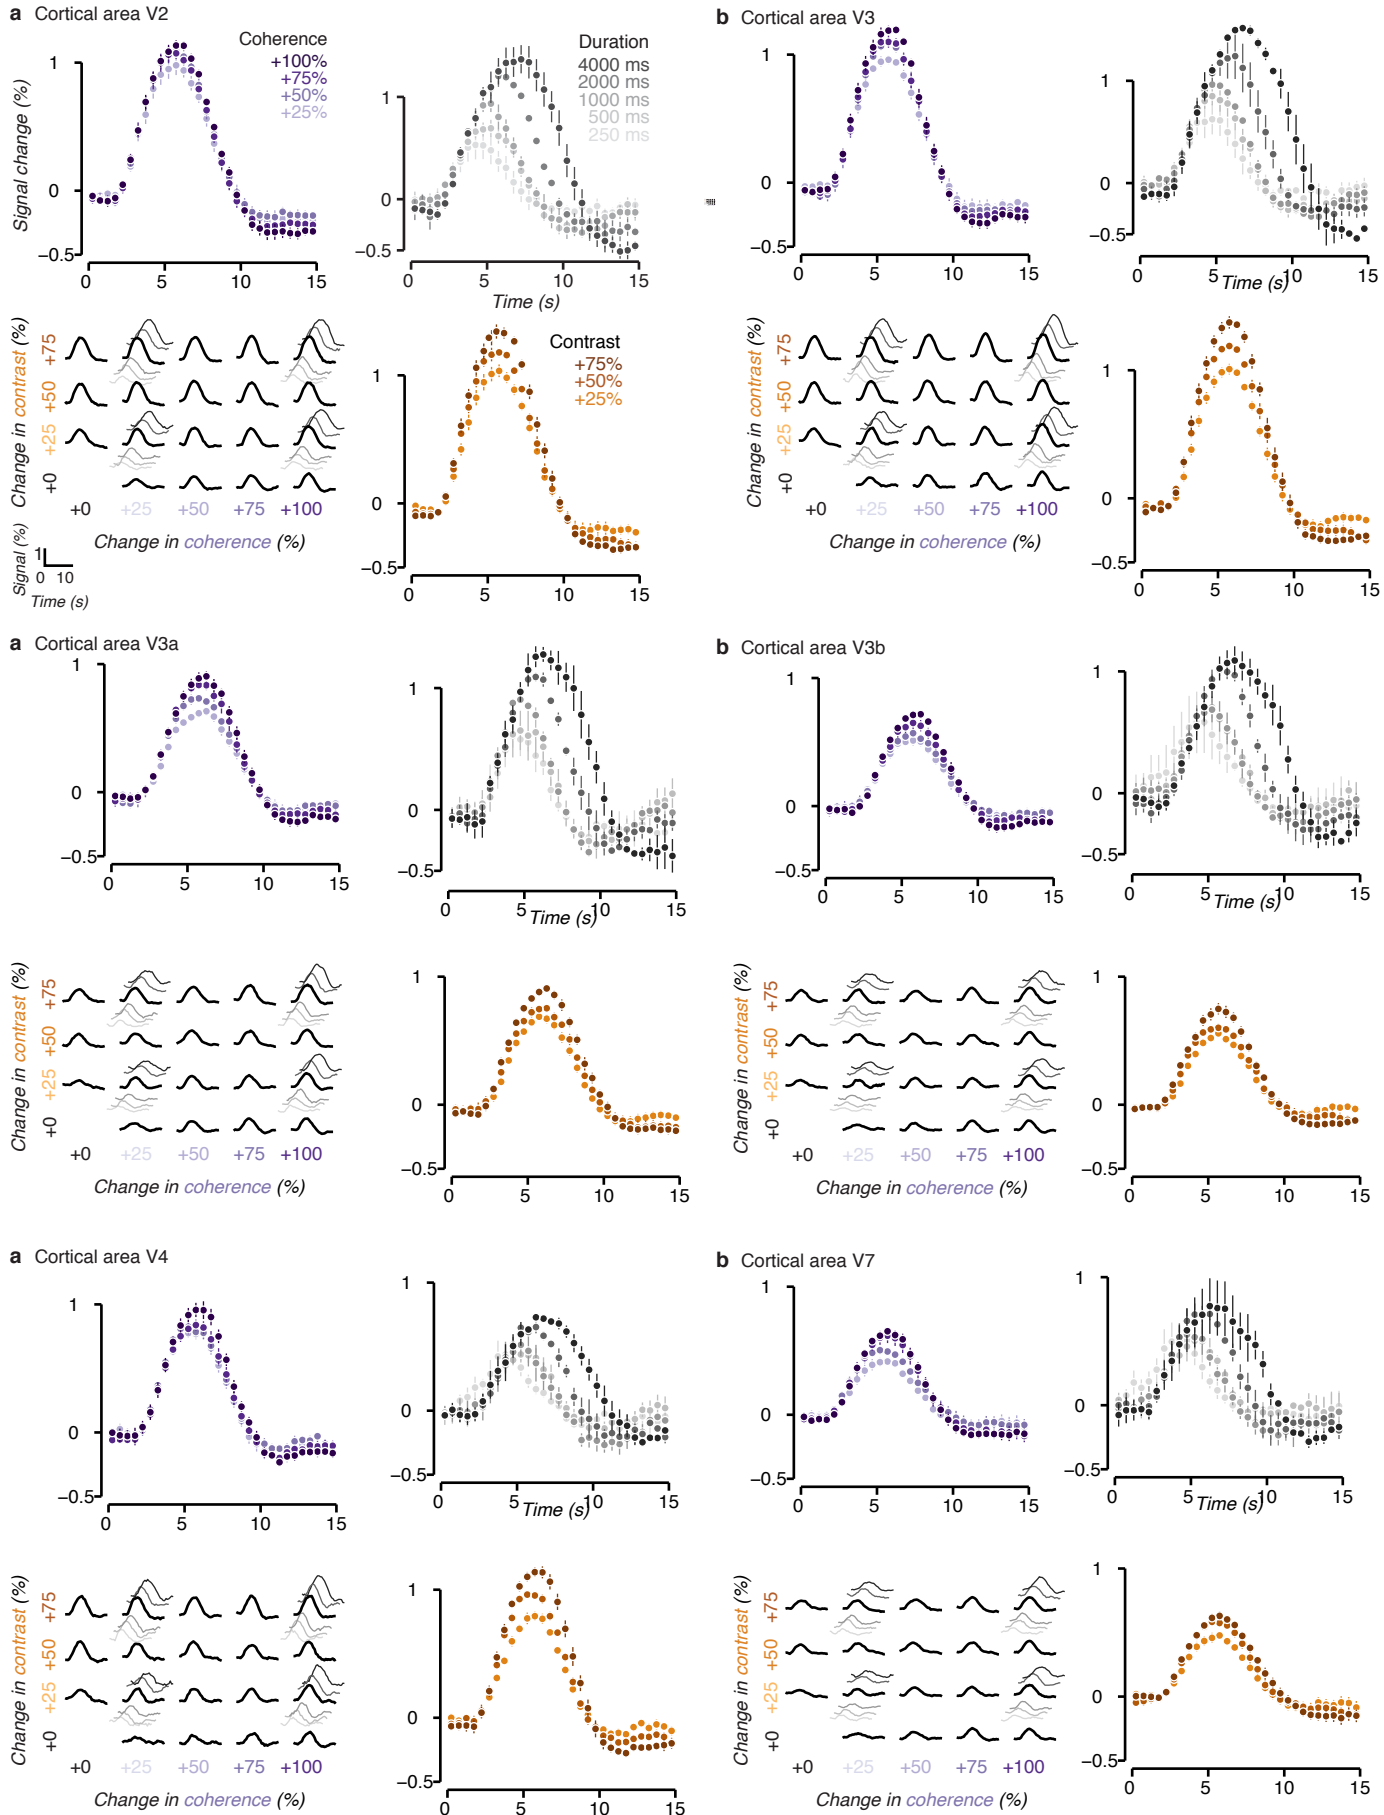 a Cortical area V2
Coherence
+100%
+75%
+50%
+25%
Signal change (%)
1
0
−0.5
0 5 10 15
Duration
4000 ms
2000 ms
1000 ms
500 ms
250 ms
1
0
−0.5
0 5 10 15
Time (s)
Change in contrast (%)
+75
+50
+25
+0
+0 +25 +50 +75 +100
Change in coherence (%)
Signal (%)
1
0 10
Time (s)
Contrast
+75%
+50%
+25%
1
0
−0.5
0 5 10 15
b Cortical area V3
1
0
−0.5
0 5 10 15
1
0
−0.5
0 5 10 15
Time (s)
Change in contrast (%)
+75
+50
+25
+0
+0 +25 +50 +75 +100
Change in coherence (%)
1
0
−0.5
0 5 10 15
a Cortical area V3a
1
0
−0.5
0 5 10 15
1
0
−0.5
0 5 10 15
Time (s)
Change in contrast (%)
+75
+50
+25
+0
+0 +25 +50 +75 +100
Change in coherence (%)
1
0
−0.5
0 5 10 15
b Cortical area V3b
1
0
−0.5
0 5 10 15
1
0
−0.5
0 5 10 15
Time (s)
Change in contrast (%)
+75
+50
+25
+0
+0 +25 +50 +75 +100
Change in coherence (%)
1
0
−0.5
0 5 10 15
a Cortical area V4
1
0
−0.5
0 5 10 15
1
0
−0.5
0 5 10 15
Time (s)
Change in contrast (%)
+75
+50
+25
+0
+0 +25 +50 +75 +100
Change in coherence (%)
1
0
−0.5
0 5 10 15
b Cortical area V7
1
0
−0.5
0 5 10 15
1
0
−0.5
0 5 10 15
Time (s)
Change in contrast (%)
+75
+50
+25
+0
+0 +25 +50 +75 +100
Change in coherence (%)
1
0
−0.5
0 5 10 15